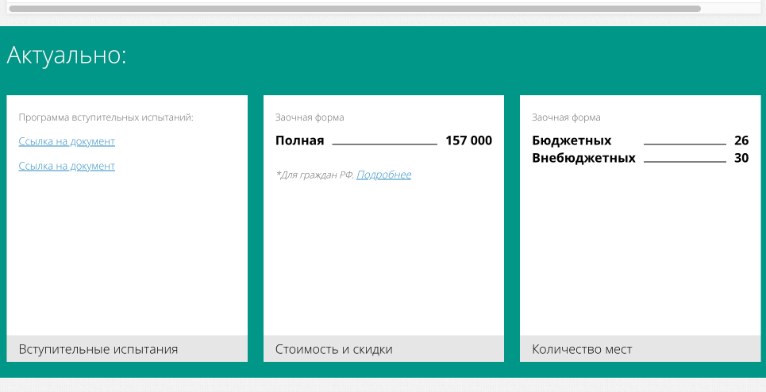 Актуально:
Программа вступительных испытаний:
Ссылка на документ
Ссылка на документ
Вступительные испытания
Заочная форма
Полная 157 000
*Для граждан РФ. Подробнее
Стоимость и скидки
Заочная форма
Бюджетных 26
Внебюджетных 30
Количество мест